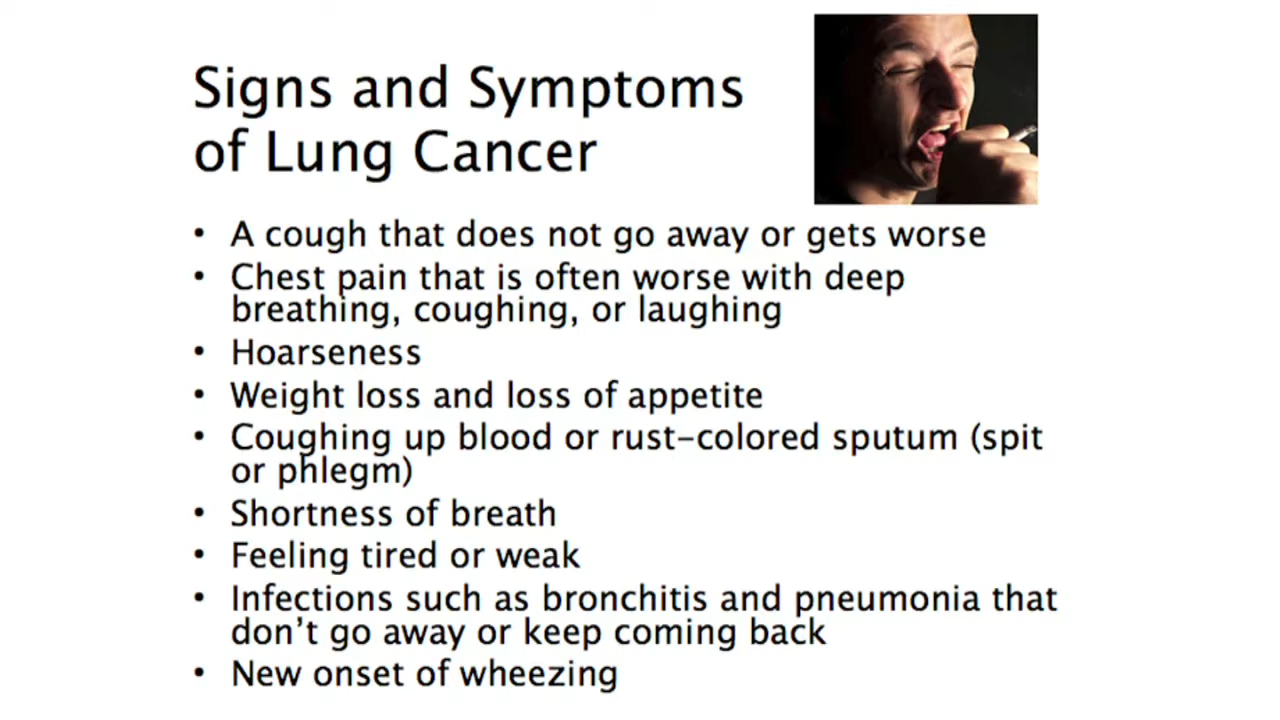 Signs and Symptoms
of Lung Cancer
• A cough that does not go away or gets worse
• Chest pain that is often worse with deep
breathing, coughing, or laughing
• Hoarseness
• Weight loss and loss of appetite
• Coughing up blood or rust-colored sputum (spit
or phlegm)
• Shortness of breath
• Feeling tired or weak
• Infections such as bronchitis and pneumonia that
don’t go away or keep coming back
• New onset of wheezing